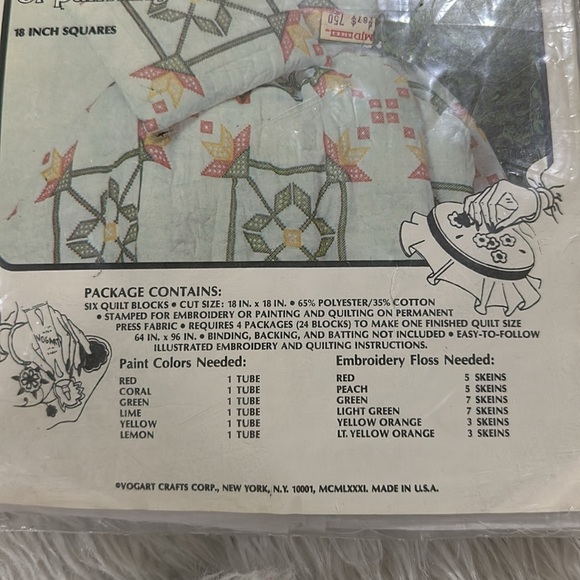 or painting
18 INCH SQUARES
750
PACKAGE CONTAINS:
SIX QUILT BLOCKS • CUT SIZE: 18 IN. x 18 IN. • 65% POLYESTER/35% COTTON
• STAMPED FOR EMBROIDERY OR PAINTING AND QUILTING ON PERMANENT
PRESS FABRIC • REQUIRES 4 PACKAGES (24 BLOCKS) TO MAKE ONE FINISHED QUILT SIZE
64 IN. x 96 IN. • BINDING, BACKING, AND BATTING NOT INCLUDED • EASY-TO-FOLLOW
ILLUSTRATED EMBROIDERY AND QUILTING INSTRUCTIONS.
VOGART
Paint Colors Needed:
RED 1 TUBE
CORAL 1 TUBE
GREEN 1 TUBE
LIME 1 TUBE
YELLOW 1 TUBE
LEMON 1 TUBE
Embroidery Floss Needed:
RED 5 SKEINS
PEACH 5 SKEINS
GREEN 7 SKEINS
LIGHT GREEN 7 SKEINS
YELLOW ORANGE 3 SKEINS
LT. YELLOW ORANGE 3 SKEINS
©VOGART CRAFTS CORP., NEW YORK, N.Y. 10001, MCMLXXXI. MADE IN U.S.A.